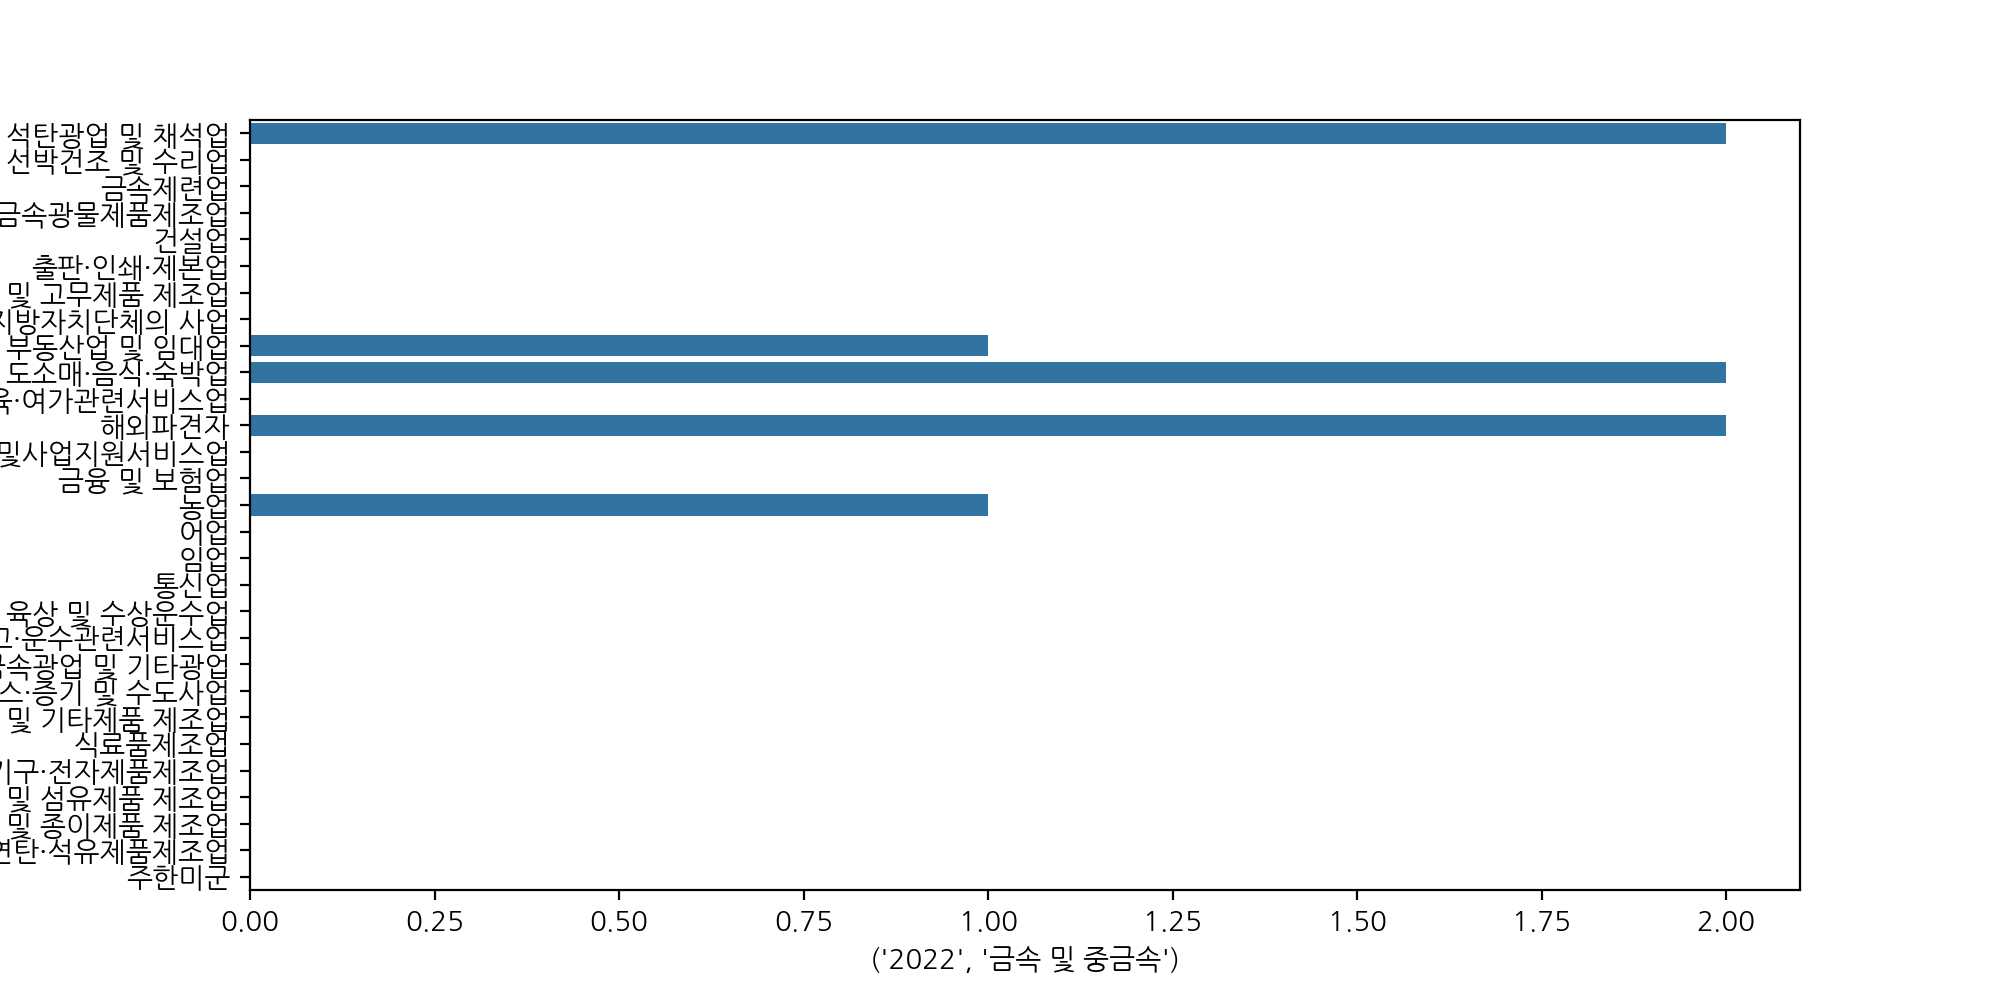 석탄광업 및 채석업
선박건조 및 수리업
금속제련업
금속광물제품제조업
건설업
출판·인쇄·제본업
및 고무제품 제조업
지방자치단체의 사업
부동산업 및 임대업
도소매·음식·숙박업
·여가관련서비스업
해외파견자
및사업지원서비스업
금융 및 보험업
농업
어업
임업
통신업
육상 및 수상운수업
·운수관련서비스업
금속광업 및 기타광업
스·증기 및 수도사업
및 기타제품 제조업
식료품제조업
기구·전자제품제조업
및 섬유제품 제조업
및 종이제품 제조업
연탄·석유제품제조업
주한미군
0.00 0.25 0.50 0.75 1.00 1.25 1.50 1.75 2.00
('2022', '금속 및 중금속')